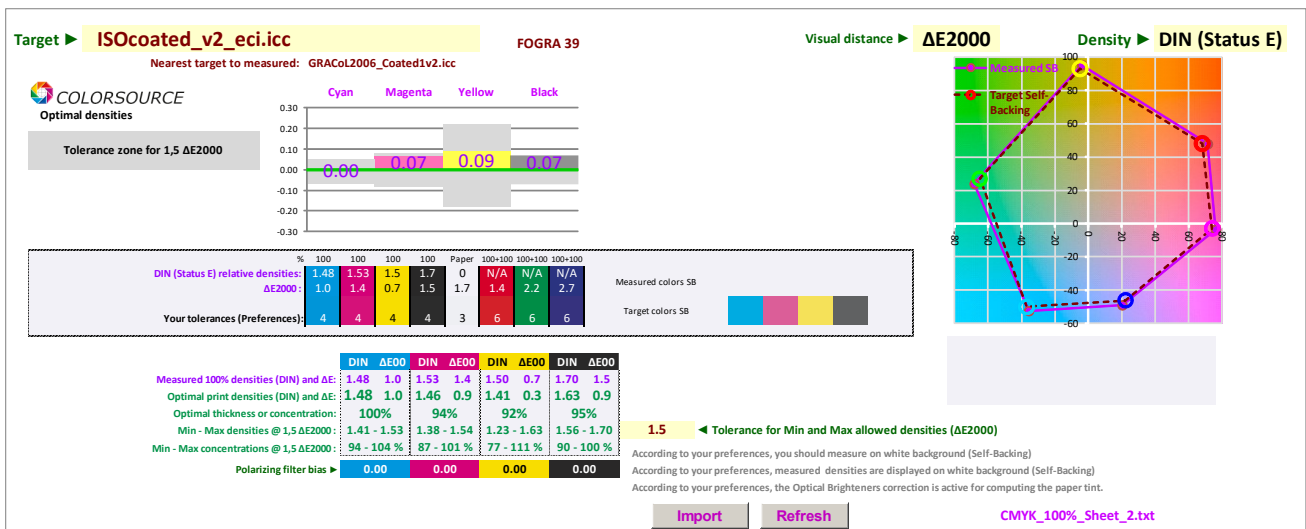 Target ► ISOcoated_v2_eci.icc FOGRA 39 Visual distance ► ΔE2000 Density ► DIN (Status E)
Nearest target to measured: GRACoL2006_Coated1v2.icc
COLORSOURCE
Optimal densities
Tolerance zone for 1,5 ΔE2000
Cyan Magenta Yellow Black
0.30
0.20
0.10
0.00
-0.10
-0.20
-0.30
0.00 0.07 0.09 0.07
Measured SB
Target Self-Backing
100
80
60
40
20
0
-20
-40
-60
-80 -60 -40 -20 0 20 40 60 80
% 100 100 100 100 Paper 100+100 100+100 100+100
DIN (Status E) relative densities: 1.48 1.53 1.5 1.7 0 N/A N/A N/A
ΔE2000 : 1.0 1.4 0.7 1.5 1.7 1.4 2.2 2.7
Your tolerances (Preferences): 4 4 4 4 3 6 6 6
Measured colors SB
Target colors SB
DIN ΔE00 DIN ΔE00 DIN ΔE00 DIN ΔE00
Measured 100% densities (DIN) and ΔE: 1.48 1.0 1.53 1.4 1.50 0.7 1.70 1.5
Optimal print densities (DIN) and ΔE: 1.48 1.0 1.46 0.9 1.41 0.3 1.63 0.9
Optimal thickness or concentration: 100% 94% 92% 95%
Min - Max densities @ 1,5 ΔE2000 : 1.41 - 1.53 1.38 - 1.54 1.23 - 1.63 1.56 - 1.70
Min - Max concentrations @ 1,5 ΔE2000 : 94 - 104 % 87 - 101 % 77 - 111 % 90 - 100 %
Polarizing filter bias ► 0.00 0.00 0.00 0.00
1.5 ◄ Tolerance for Min and Max allowed densities (ΔE2000)
According to your preferences, you should measure on white background (Self-Backing)
According to your preferences, measured densities are displayed on white background (Self-Backing)
According to your preferences, the Optical Brighteners correction is active for computing the paper tint.
Import Refresh CMYK_100%_Sheet_2.txt